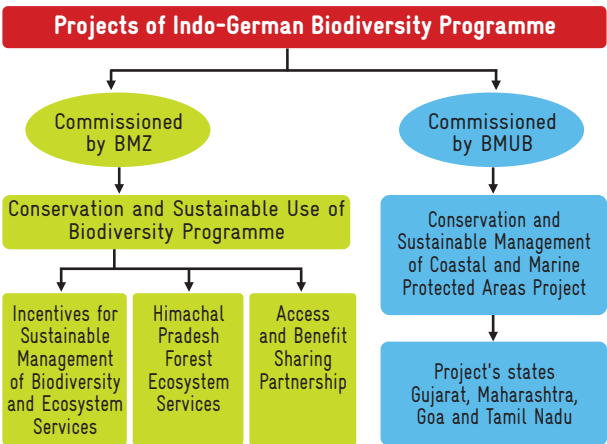 Projects of Indo-German Biodiversity Programme
Commissioned
by BMZ
Commissioned
by BMUB
Conservation and Sustainable Use of
Biodiversity Programme
Conservation and
Sustainable Management
of Coastal and Marine
Protected Areas Project
Incentives for
Sustainable
Management
of Biodiversity
and Ecosystem
Services
Himachal
Pradesh
Forest
Ecosystem
Services
Access
and Benefit
Sharing
Partnership
Project's states
Gujarat, Maharashtra,
Goa and Tamil Nadu